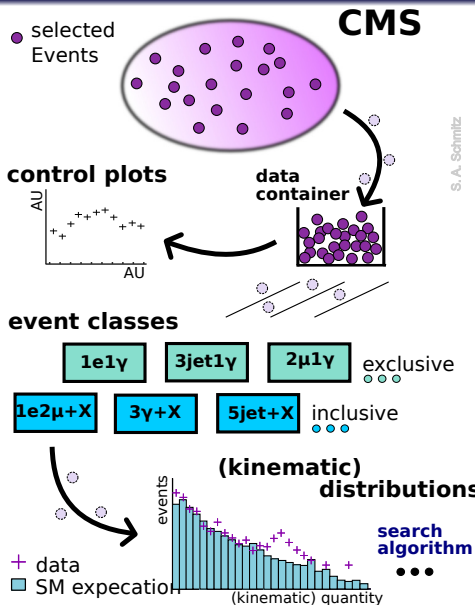 CMS
selected
Events
S. A. Schmitz
control plots
data
container
AU
AU
event classes
1e1γ
3jet1γ
2μ1γ
exclusive
1e2μ+X
3γ+X
5jet+X
inclusive
(kinematic)
distributions
events
search
algorithm
data
SM expecation
(kinematic) quantity